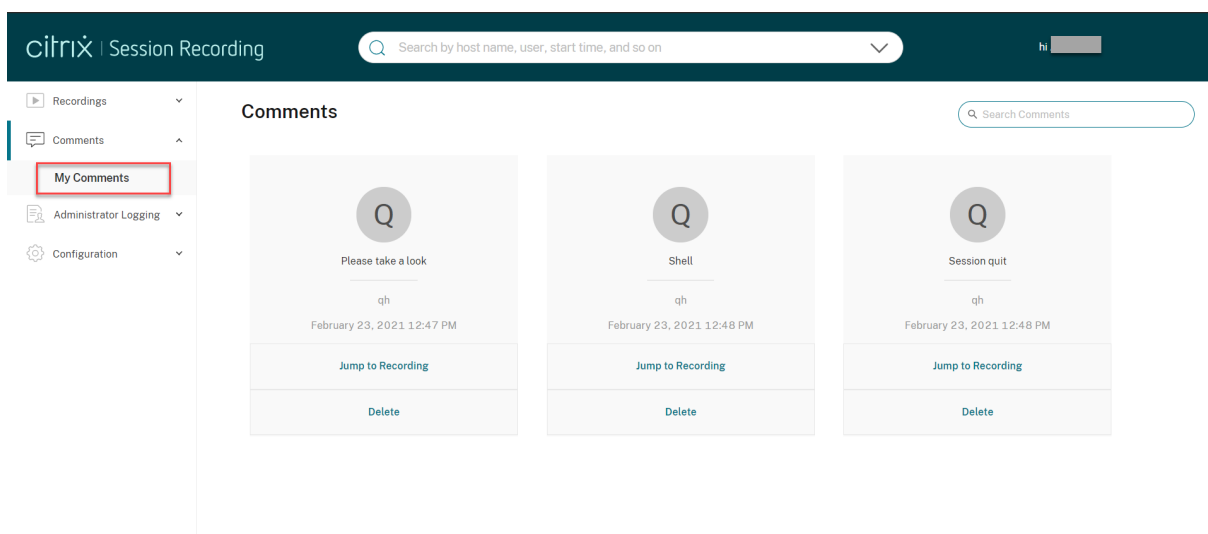 citrix | Session Recording
Search by host name, user, start time, and so on
hi
Recordings
Comments
My Comments
Administrator Logging
Configuration
Comments
Search Comments
Q
Please take a look
qh
February 23, 2021 12:47 PM
Jump to Recording
Delete
Q
Shell
qh
February 23, 2021 12:48 PM
Jump to Recording
Delete
Q
Session quit
qh
February 23, 2021 12:48 PM
Jump to Recording
Delete